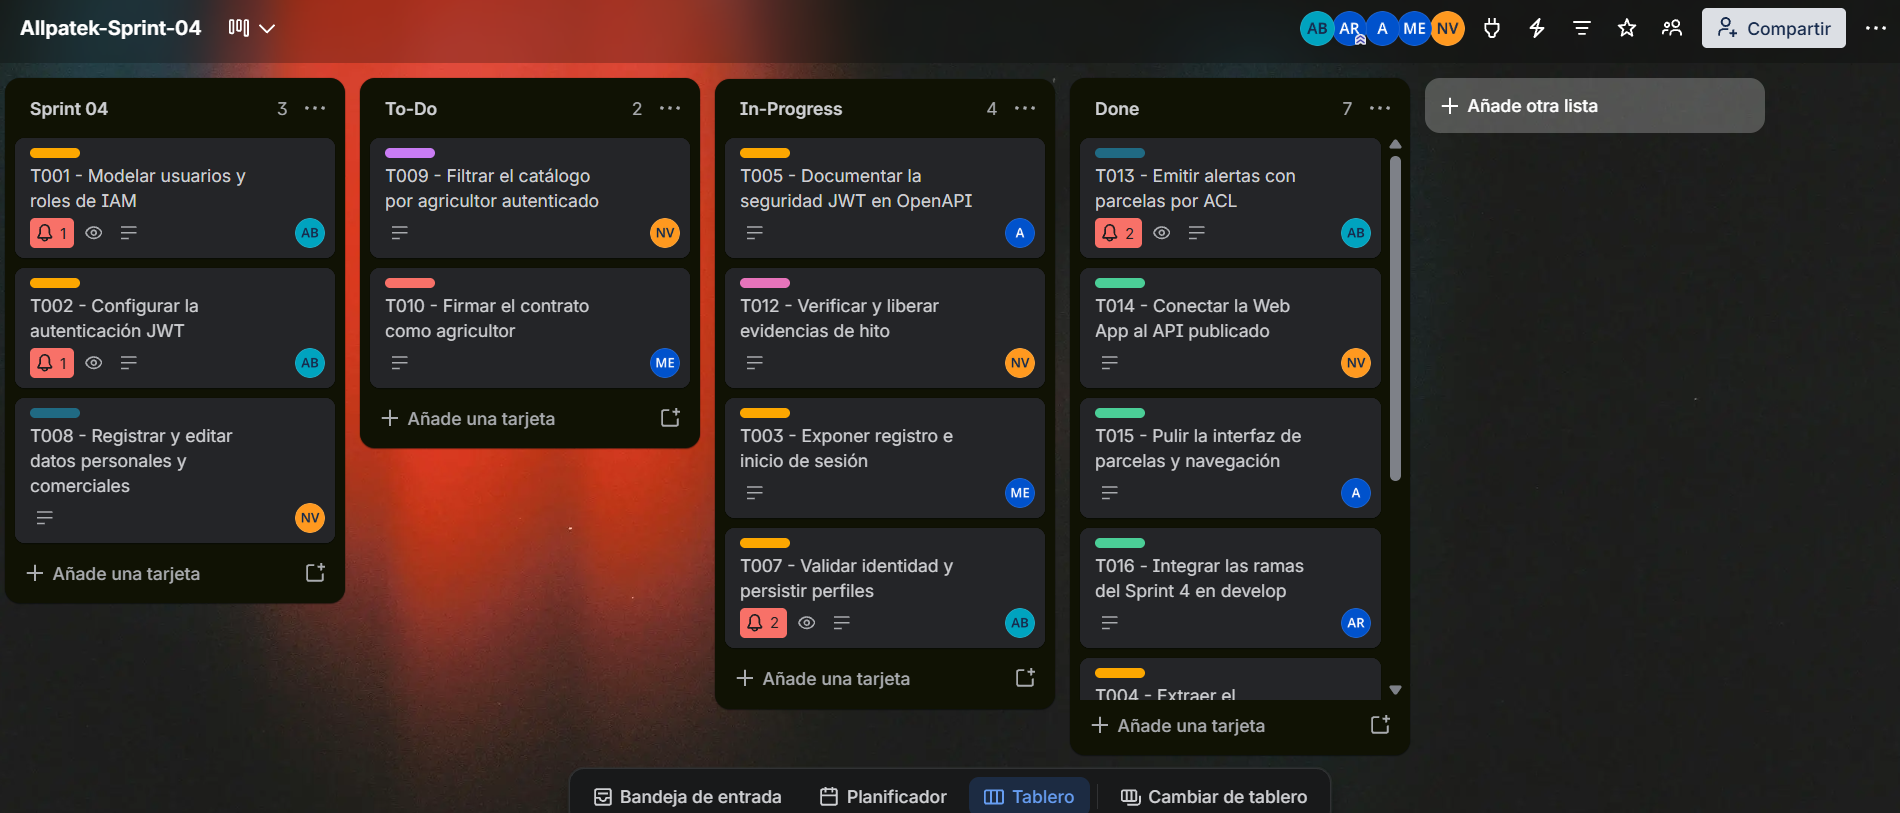 Allpatek-Sprint-04
AB
AR
A
ME
NV
Compartir
Sprint 04
3
T001 - Modelar usuarios y
roles de IAM
1
AB
T002 - Configurar la
autenticación JWT
1
AB
T008 - Registrar y editar
datos personales y
comerciales
NV
Añade una tarjeta
To-Do
2
T009 - Filtrar el catálogo
por agricultor autenticado
NV
T010 - Firmar el contrato
como agricultor
ME
Añade una tarjeta
In-Progress
4
T005 - Documentar la
seguridad JWT en OpenAPI
A
T012 - Verificar y liberar
evidencias de hito
NV
T003 - Exponer registro e
inicio de sesión
ME
T007 - Validar identidad y
persistir perfiles
2
AB
Añade una tarjeta
Done
7
T013 - Emitir alertas con
parcelas por ACL
2
AB
T014 - Conectar la Web
App al API publicado
NV
T015 - Pulir la interfaz de
parcelas y navegación
A
T016 - Integrar las ramas
del Sprint 4 en develop
AR
T004 - Extraer el
Añade una tarjeta
Añade otra lista
Bandeja de entrada
Planificador
Tablero
Cambiar de tablero